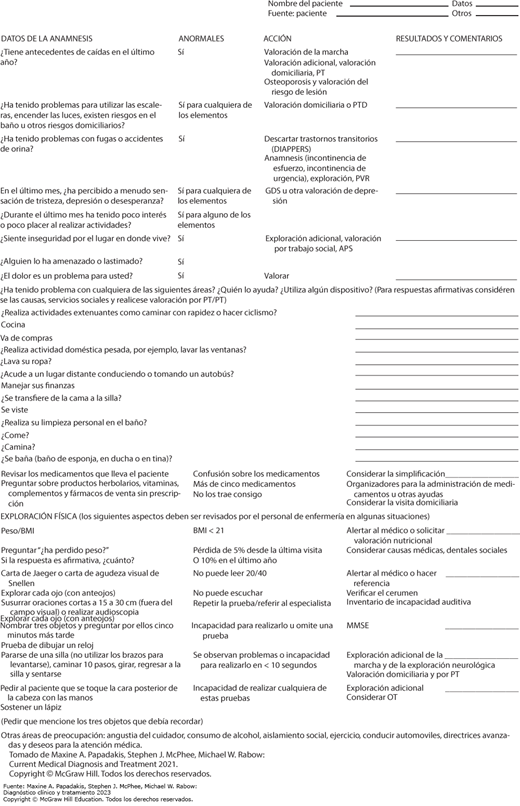 Nombre del paciente Datos
Fuente: paciente Otros
DATOS DE LA ANAMNESIS ANORMALES ACCIÓN RESULTADOS Y COMENTARIOS
¿Tiene antecedentes de caídas en el último Sí Valoración de la marcha
año? Valoración adicional, valoración
domiciliaria, PT
Osteoporosis y valoración del
riesgo de lesión
¿Ha tenido problemas para utilizar las escale- Sí para cualquiera de Valoración domiciliaria o PTD
ras, encender las luces, existen riesgos en el los elementos
baño u otros riesgos domiciliarios?
¿Ha tenido problemas con fugas o accidentes Sí Descartar trastornos transitorios
de orina? (DIAPPERS)
Anamnesis (incontinencia de
esfuerzo, incontinencia de
urgencia), exploración, PVR
En el último mes, ¿ha percibido a menudo sen- Sí para cualquiera de GDS u otra valoración de depre-
sación de tristeza, depresión o desesperanza? los elementos sión
¿Durante el último mes ha tenido poco interés Sí para alguno de los
o poco placer al realizar actividades? elementos
¿Siente inseguridad por el lugar en donde vive? Sí Exploración adicional, valoración
por trabajo social, APS
¿Alguien lo ha amenazado o lastimado? Sí
¿El dolor es un problema para usted? Sí Valorar
¿Ha tenido problema con cualquiera de las siguientes áreas? ¿Quién lo ayuda? ¿Utiliza algún dispositivo? (Para respuestas afirmativas considéren
se las causas, servicios sociales y realícese valoración por PT/PT)
¿Realiza actividades extenuantes como caminar con rapidez o hacer ciclismo?
Cocina
Va de compras
¿Realiza actividad doméstica pesada, por ejemplo, lavar las ventanas?
¿Lava su ropa?
¿Acude a un lugar distante conduciendo o tomando un autobús?
Manejar sus finanzas
¿Se transfiere de la cama a la silla?
Se viste
¿Realiza su limpieza personal en el baño?
¿Come?
¿Camina?
¿Se baña (baño de esponja, en ducha o en tina)?
Revisar los medicamentos que lleva el paciente Confusión sobre los medicamentos Considerar la simplificación
Preguntar sobre productos herbolarios, vitaminas, Más de cinco medicamentos Organizadores para la administración de medi-
complementos y fármacos de venta sin prescrip- No los trae consigo camentos u otras ayudas
ción Considerar la visita domiciliaria
EXPLORACIÓN FÍSICA (los siguientes aspectos deben ser revisados por el personal de enfermería en algunas situaciones)
Peso/BMI BMI < 21 Alertar al médico o solicitar
valoración nutricional
Preguntar "¿ha perdido peso?" Pérdida de 5% desde la última visita Considerar causas médicas, dentales sociales
Si la respuesta es afirmativa, ¿cuánto? O 10% en el último año
Carta de Jaeger o carta de agudeza visual de No puede leer 20/40 Alertar al médico o hacer
Snellen referencia
Explorar cada ojo (con anteojos) No puede escuchar Verificar el cerumen
Susurrar oraciones cortas a 15 a 30 cm (fuera del Repetir la prueba/referir al especialista Inventario de incapacidad auditiva
campo visual) o realizar audioscopia
Explorar cada ojo (con anteojos)
Nombrar tres objetos y preguntar por ellos cinco Incapacidad para realizarlo u omite una MMSE
minutos más tarde prueba
Prueba de dibujar un reloj
Pararse de una silla (no utilizar los brazos para Se observan problemas o incapacidad Exploración adicional de la
levantarse), caminar 10 pasos, girar, regresar a la para realizarlo en < 10 segundos marcha y de la exploración neurológica
silla y sentarse Valoración domiciliaria y por PT
Pedir al paciente que se toque la cara posterior de Incapacidad de realizar cualquiera de Exploración adicional
la cabeza con las manos estas pruebas Considerar OT
Sostener un lápiz
(Pedir que mencione los tres objetos que debía recordar)
Otras áreas de preocupación: angustia del cuidador, consumo de alcohol, aislamiento social, ejercicio, conducir automoviles, directrices avanza-
das y deseos para la atención médica.
Tomado de Maxine A. Papadakis, Stephen J. McPhee, Michael W. Rabow:
Current Medical Diagnosis and Treatment 2021.
Copyright © McGraw Hill. Todos los derechos reservados.
Fuente: Maxine A. Papadakis, Stephen J. McPhee, Michael W. Rabow:
Diagnóstico clínico y tratamiento 2023
Copyright © McGraw Hill Education. Todos los derechos reservados.